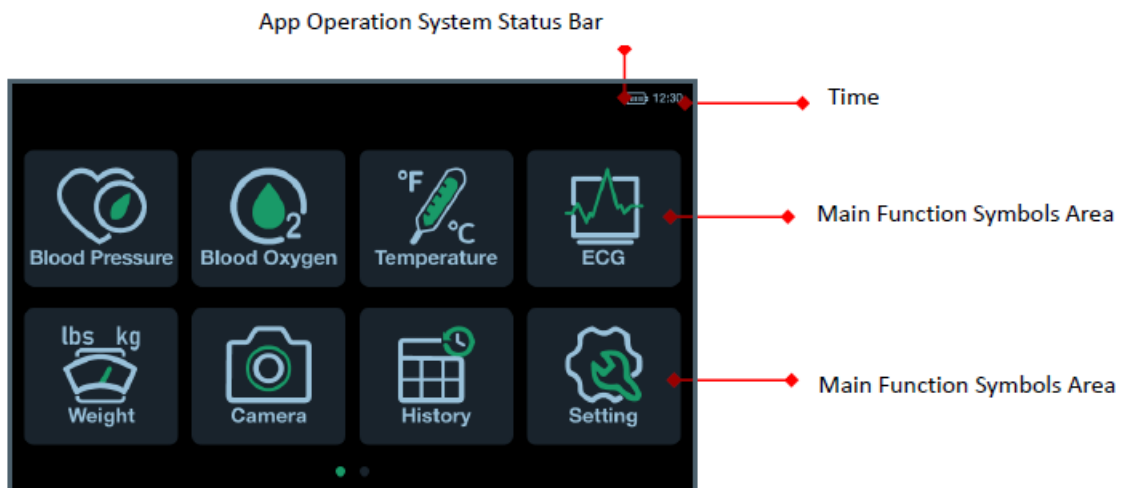 App Operation System Status Bar
12:30
Time
°F
°C
2
Blood Pressure
Blood Oxygen
Temperature
ECG
Main Function Symbols Area
lbs kg
Weight
Camera
History
Setting
Main Function Symbols Area